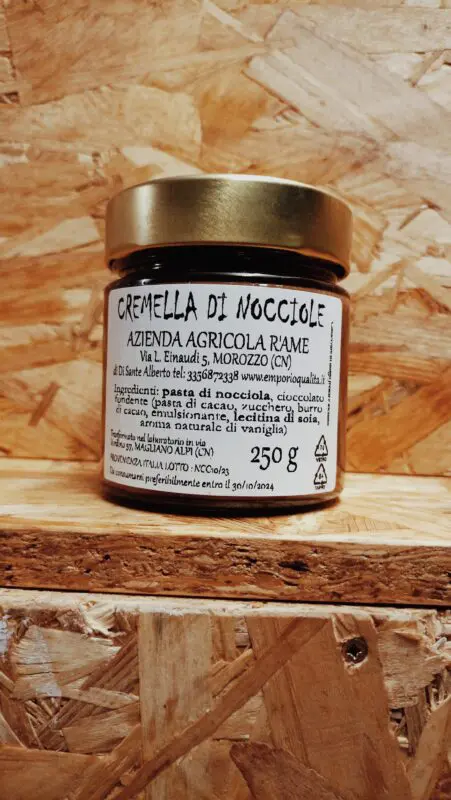 CREMELLA DI NOCCIOLE
AZIENDA AGRICOLA R'AME
Via L. Einaudi 5, MOROZZO (CN)
di Di Sante Alberto tel: 3356872338 www.emporioqualita.i
Ingredienti: pasta di nocciola, cioccolato
fondente (pasta di cacao, zucchero, burro
di cacao, emulsionante, lecitina di soia,
aroma naturale di vaniglia)
Trasformato nel laboratorio in via
57, MAGLIANO ALPI (CN)
250 g
PROVENIENZA ITALIA LOTTO : NCC10/23
Da consumarsi preferibilmente entro il 30/10/2024
VETRO